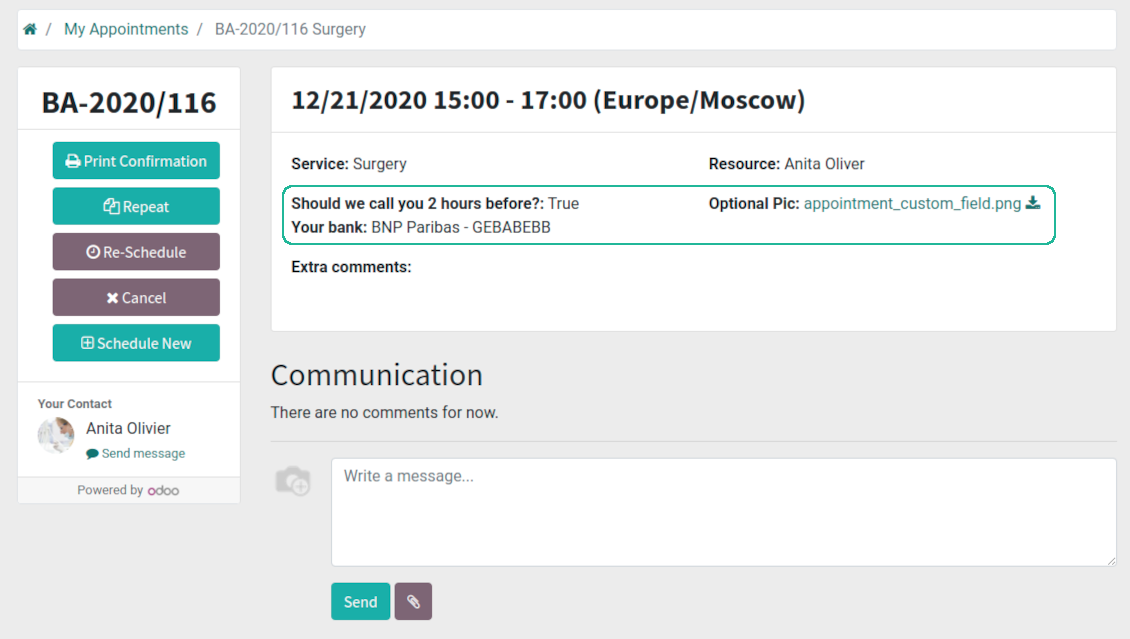 / My Appointments / BA-2020/116 Surgery
BA-2020/116
Print Confirmation
Repeat
Re-Schedule
Cancel
Schedule New
Your Contact
Anita Olivier
Send message
Powered by odoo
12/21/2020 15:00 - 17:00 (Europe/Moscow)
Service: Surgery
Resource: Anita Oliver
Should we call you 2 hours before?: True
Optional Pic: appointment_custom_field.png
Your bank: BNP Paribas - GEBABEBB
Extra comments:
Communication
There are no comments for now.
Write a message...
Send